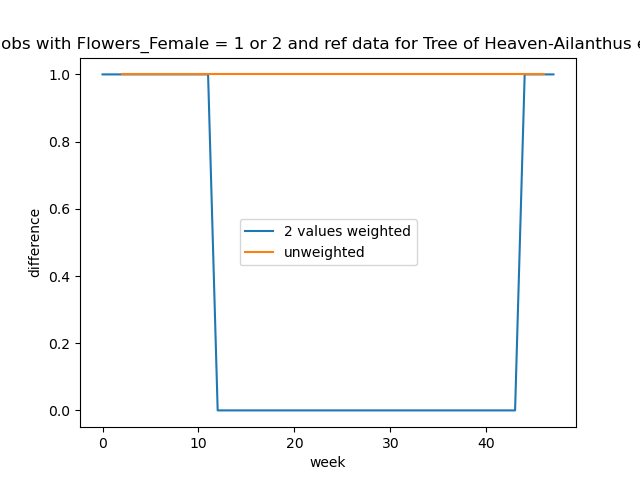 obs with Flowers_Female = 1 or 2 and ref data for Tree of Heaven-Ailanthus
1.0
0.8
0.6
0.4
0.2
0.0
difference
2 values weighted
unweighted
0 10 20 30 40
week